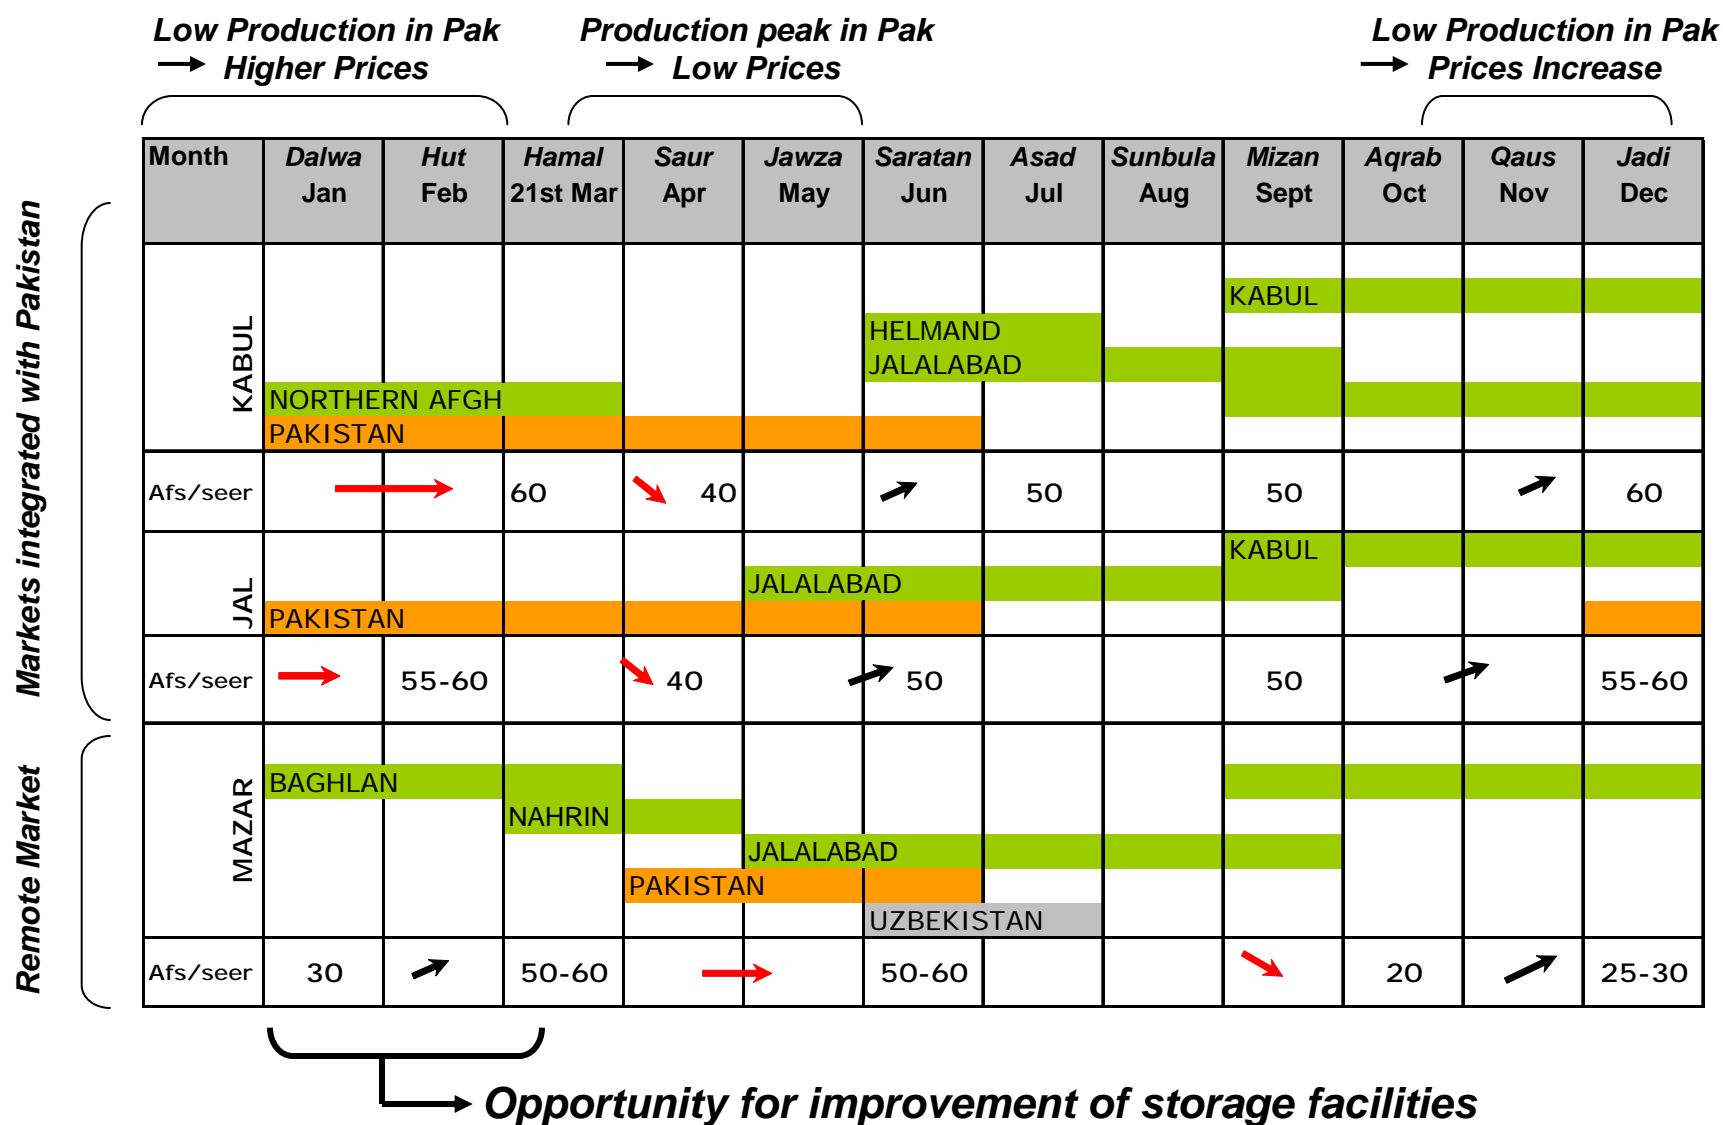 Low Production in Pak
Higher Prices
Production peak in Pak
Low Prices
Low Production in Pak
Prices Increase
Month Dalwa Hut Hamal Saur Jawza Saratan Asad Sunbula Mizan Aqrab Qaus Jadi
Jan Feb 21st Mar Apr May Jun Jul Aug Sept Oct Nov Dec
Markets integrated with Pakistan
KABUL
KABUL
HELMAND
JALALABAD
NORTHERN AFGH
PAKISTAN
Afs/seer 60 40 50 50 60
JAL
KABUL
JALALABAD
PAKISTAN
Afs/seer 55-60 40 50 50 55-60
Remote Market
MAZAR
BAGHLAN
NAHRIN
JALALABAD
PAKISTAN
UZBEKISTAN
Afs/seer 30 50-60 50-60 20 25-30
Opportunity for improvement of storage facilities